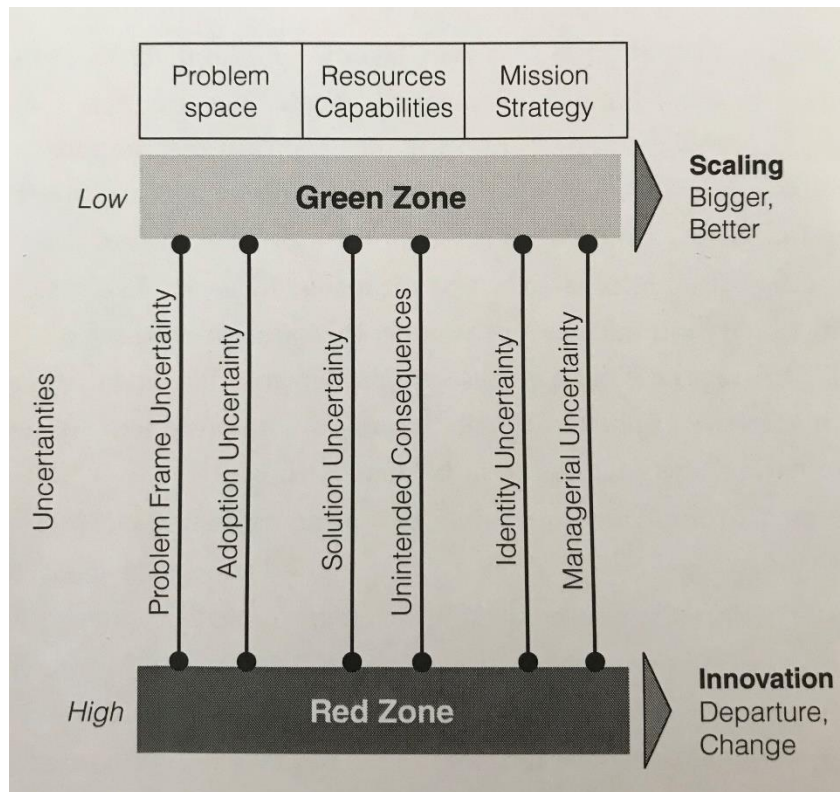 Problem
space
Resources
Capabilities
Mission
Strategy
Low
Green Zone
Scaling
Bigger,
Better
Uncertainties
Problem Frame Uncertainty
Adoption Uncertainty
Solution Uncertainty
Unintended Consequences
Identity Uncertainty
Managerial Uncertainty
High
Red Zone
Innovation
Departure,
Change